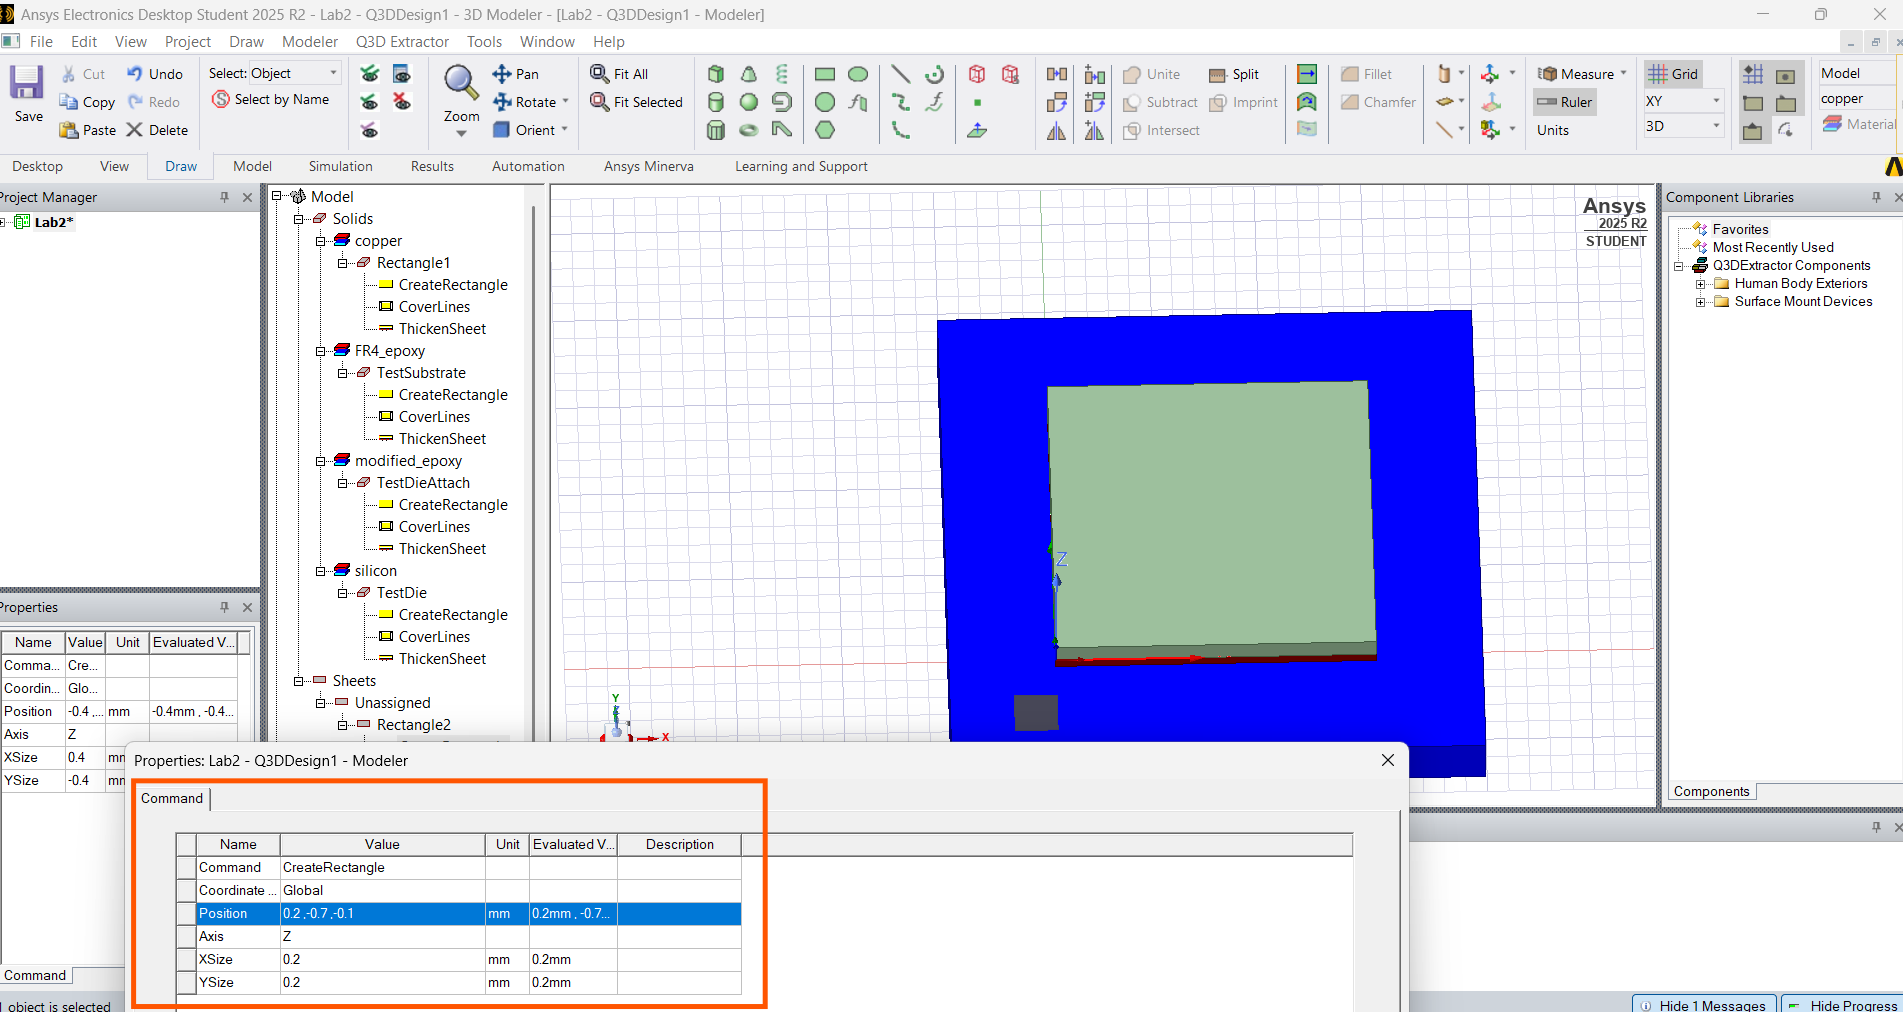 Ansys Electronics Desktop Student 2025 R2 - Lab2 - Q3DDesign1 - 3D Modeler - [Lab2 - Q3DDesign1 - Modeler]
File Edit View Project Draw Modeler Q3D Extractor Tools Window Help
Save
Cut
Copy
Paste
Undo
Redo
Delete
Select: Object
Select by Name
Zoom
Pan
Rotate
Orient
Fit All
Fit Selected
Unite
Subtract
Intersect
Split
Imprint
Fillet
Chamfer
Measure
Ruler
Units
Grid
XY
3D
Model
copper
Material
Desktop View Draw Model Simulation Results Automation Ansys Minerva Learning and Support
Project Manager
Lab2*
Properties
Name Value Unit Evaluated V...
Comma... Cre...
Coordin... Glo...
Position -0.4 ,... mm -0.4mm , -0.4...
Axis Z
XSize 0.4 mm
YSize -0.4 mm
Command
Model
Solids
copper
Rectangle1
CreateRectangle
CoverLines
ThickenSheet
FR4_epoxy
TestSubstrate
CreateRectangle
CoverLines
ThickenSheet
modified_epoxy
TestDieAttach
CreateRectangle
CoverLines
ThickenSheet
silicon
TestDie
CreateRectangle
CoverLines
ThickenSheet
Sheets
Unassigned
Rectangle2
Ansys
2025 R2
STUDENT
Z
Y
X
Component Libraries
Favorites
Most Recently Used
Q3DExtractor Components
Human Body Exteriors
Surface Mount Devices
Components
Properties: Lab2 - Q3DDesign1 - Modeler
Command
Name Value Unit Evaluated V... Description
Command CreateRectangle
Coordinate ... Global
Position 0.2 ,-0.7 ,-0.1 mm 0.2mm , -0.7...
Axis Z
XSize 0.2 mm 0.2mm
YSize 0.2 mm 0.2mm
object is selected
Hide 1 Messages
Hide Progress